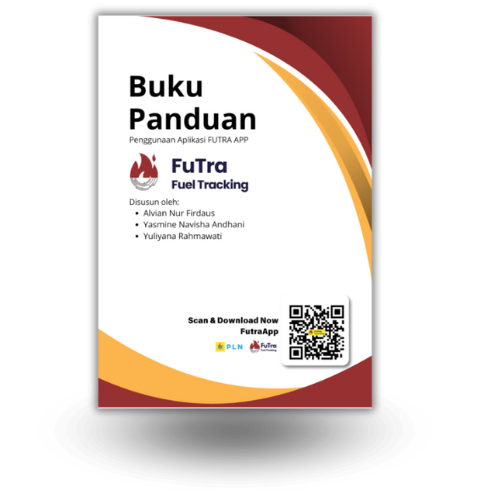 Buku
Panduan
Penggunaan Aplikasi FUTRA APP
FuTra
Fuel Tracking
Disusun oleh:
• Alvian Nur Firdaus
• Yasmine Navisha Andhani
• Yuliyana Rahmawati
Scan & Download Now
FutraApp
PLN
FuTra
Fuel Tracking